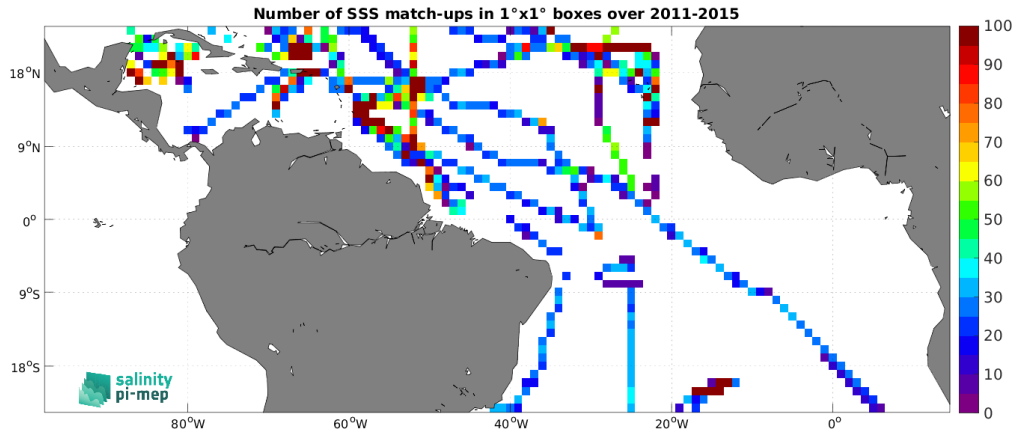 Number of SSS match-ups in 1°x1° boxes over 2011-2015
18°N
9°N
0°
9°S
18°S
80°W
60°W
40°W
20°W
0°
100
90
80
70
60
50
40
30
20
10
0
salinity
pi-mep